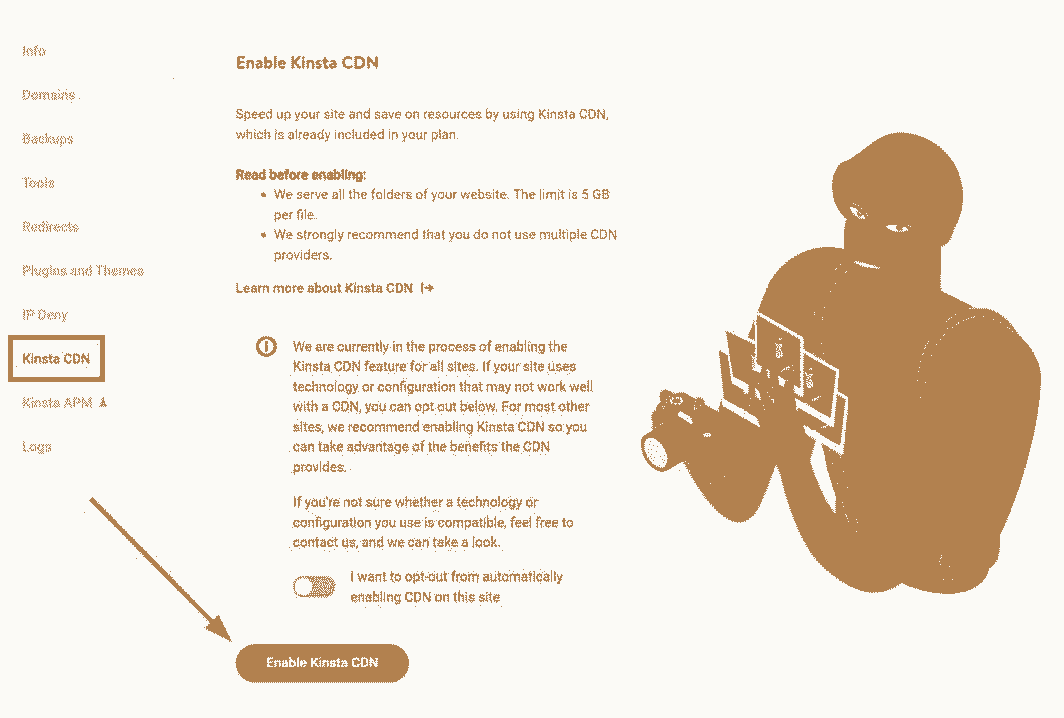 Info
Domains
Backups
Tools
Redirects
Plugins and Themes
IP Deny
Kinsta CDN
Kinsta APM
Logs
Enable Kinsta CDN
Speed up your site and save on resources by using Kinsta CDN,
which is already included in your plan.
Read before enabling:
• We serve all the folders of your website. The limit is 5 GB
per file.
• We strongly recommend that you do not use multiple CDN
providers.
Learn more about Kinsta CDN
We are currently in the process of enabling the
Kinsta CDN feature for all sites. If your site uses
technology or configuration that may not work well
with a CDN, you can opt out below. For most other
sites, we recommend enabling Kinsta CDN so you
can take advantage of the benefits the CDN
provides.
If you're not sure whether a technology or
configuration you use is compatible, feel free to
contact us, and we can take a look.
I want to opt-out from automatically
enabling CDN on this site
Enable Kinsta CDN